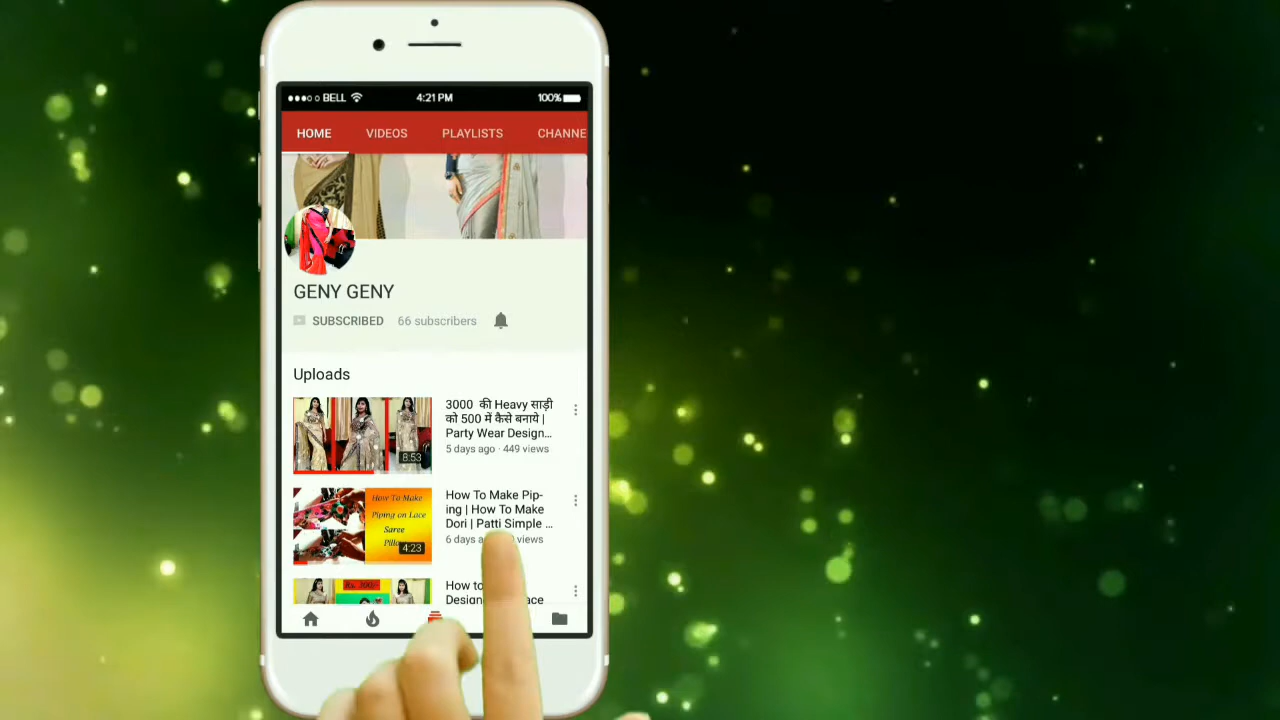 BELL
4:21 PM
100%
HOME VIDEOS PLAYLISTS CHANNE
GENY GENY
SUBSCRIBED 66 subscribers
Uploads
3000 की Heavy साड़ी
को 500 में कैसे बनाये |
Party Wear Design...
5 days ago · 449 views
8:53
How To Make
Piping on Lace
Saree
4:23
How To Make Pip-
ing | How To Make
Dori | Patti Simple ...
6 days views
How to
Design